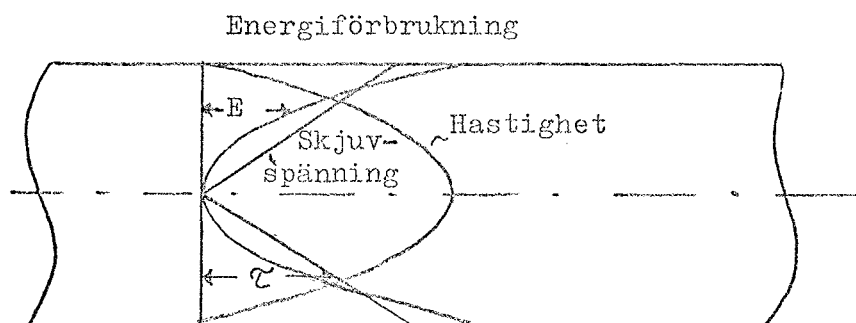 Energiförbrukning
E
Hastighet
Skjuv-
spänning
τ